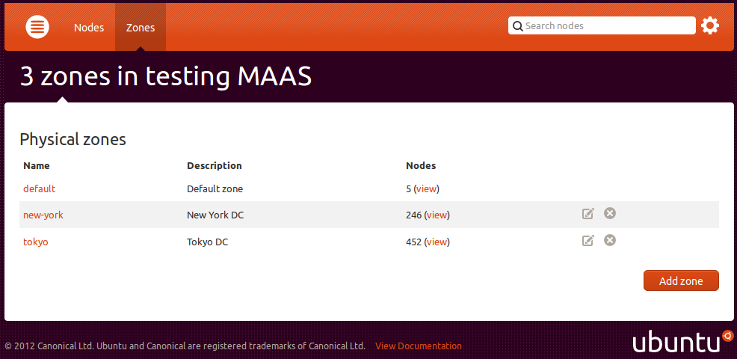 Nodes Zones Search nodes
3 zones in testing MAAS
Physical zones
Name Description Nodes
default Default zone 5 (view)
new-york New York DC 246 (view)
tokyo Tokyo DC 452 (view)
Add zone
© 2012 Canonical Ltd. Ubuntu and Canonical are registered trademarks of Canonical Ltd. View Documentation
ubuntu